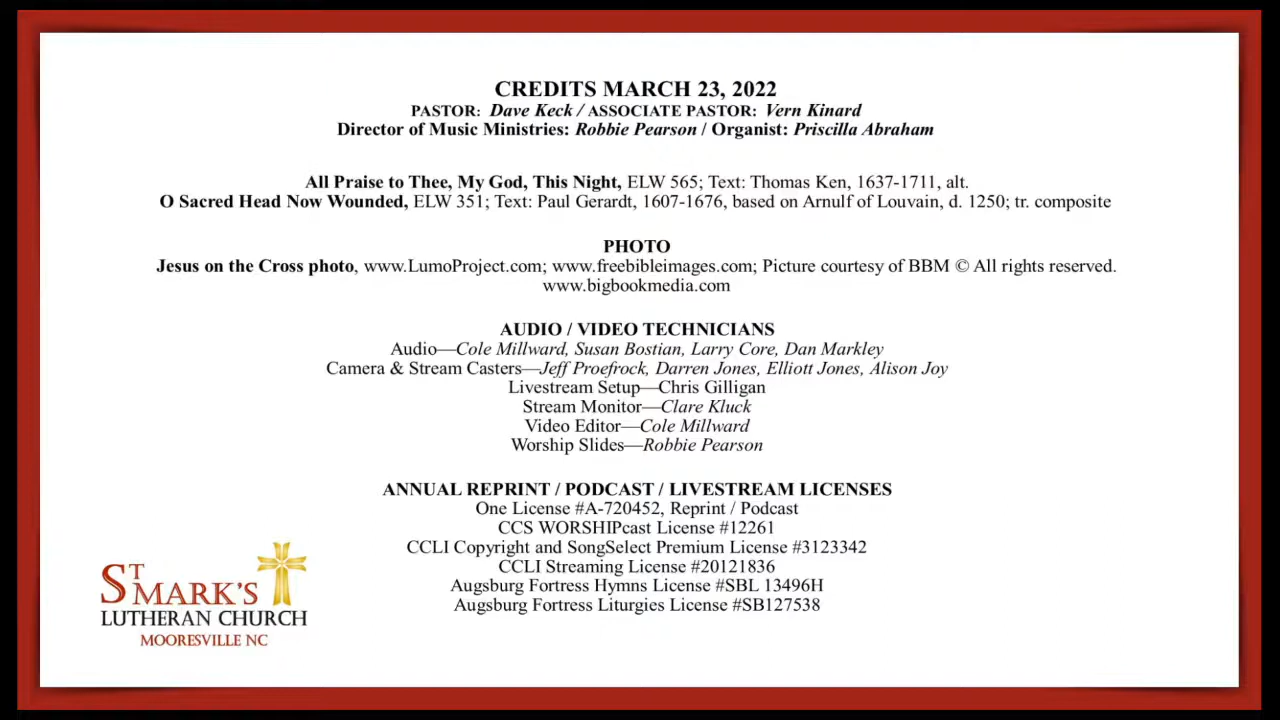 CREDITS MARCH 23, 2022
PASTOR: Dave Keck / ASSOCIATE PASTOR: Vern Kinard
Director of Music Ministries: Robbie Pearson / Organist: Priscilla Abraham
All Praise to Thee, My God, This Night, ELW 565; Text: Thomas Ken, 1637-1711, alt.
O Sacred Head Now Wounded, ELW 351; Text: Paul Gerardt, 1607-1676, based on Arnulf of Louvain, d. 1250; tr. composite
PHOTO
Jesus on the Cross photo, www.LumoProject.com; www.freebibleimages.com; Picture courtesy of BBM © All rights reserved.
www.bigbookmedia.com
AUDIO / VIDEO TECHNICIANS
Audio—Cole Millward, Susan Bostian, Larry Core, Dan Markley
Camera & Stream Casters—Jeff Proefrock, Darren Jones, Elliott Jones, Alison Joy
Livestream Setup—Chris Gilligan
Stream Monitor—Clare Kluck
Video Editor—Cole Millward
Worship Slides—Robbie Pearson
ANNUAL REPRINT / PODCAST / LIVESTREAM LICENSES
One License #A-720452, Reprint / Podcast
CCS WORSHIPcast License #12261
CCLI Copyright and SongSelect Premium License #3123342
CCLI Streaming License #20121836
Augsburg Fortress Hymns License #SBL 13496H
Augsburg Fortress Liturgies License #SB127538
ST MARK'S
LUTHERAN CHURCH
MOORESVILLE NC